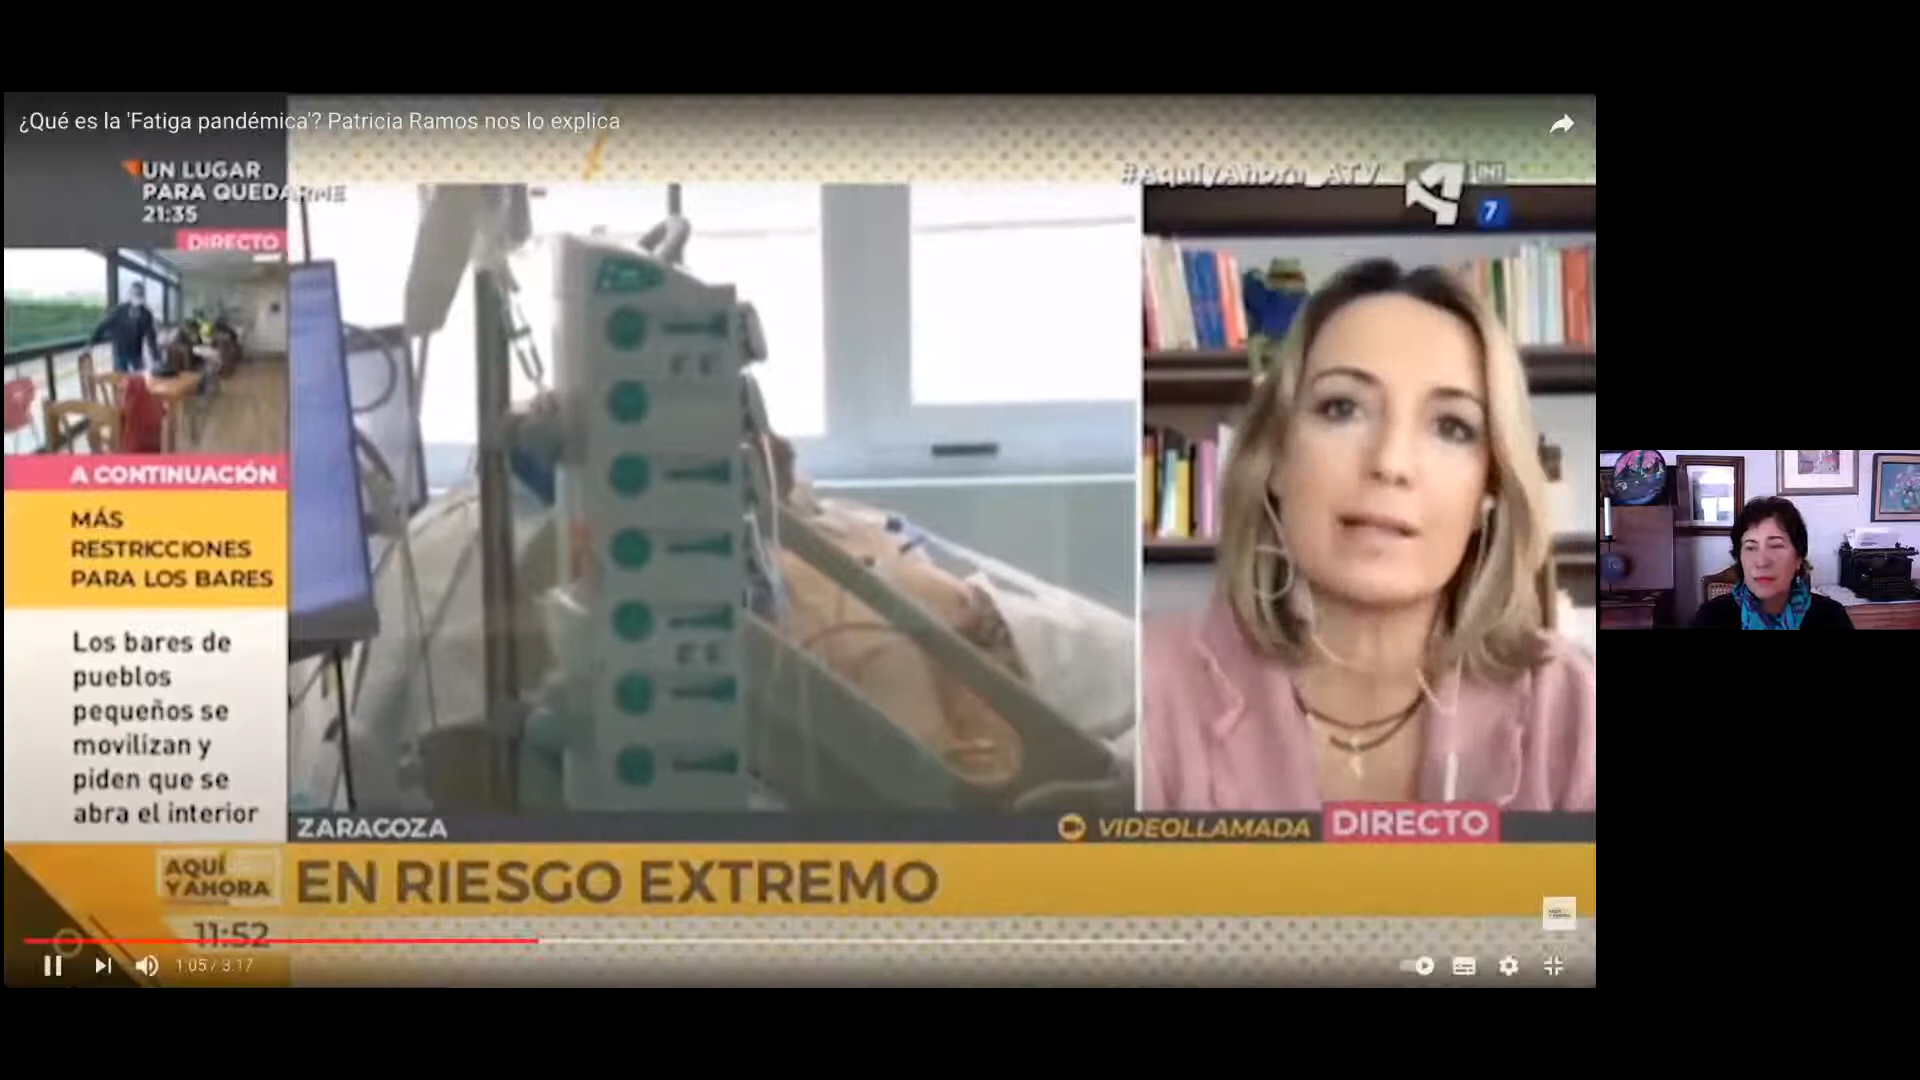 ¿Qué es la 'Fatiga pandémica'? Patricia Ramos nos lo explica
UN LUGAR
PARA QUEDARME
21:35
DIRECTO
#AquíyAhora_ATV
7
A CONTINUACIÓN
MÁS
RESTRICCIONES
PARA LOS BARES
Los bares de
pueblos
pequeños se
movilizan y
piden que se
abra el interior
ZARAGOZA
VIDEOLLAMADA
DIRECTO
AQUÍ
Y AHORA
EN RIESGO EXTREMO
11:52
1:05 / 3:17